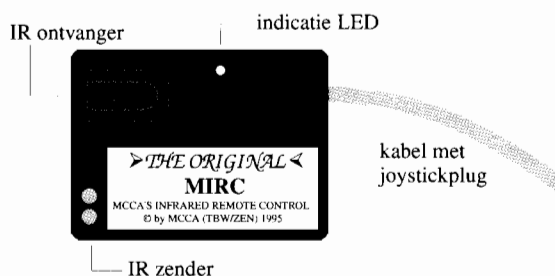 indicatie LED
IR ontvanger
THE ORIGINAL
MIRC
MCCA'S INFRARED REMOTE CONTROL
© by MCCA (TBW/ZEN) 1995
kabel met
joystickplug
IR zender